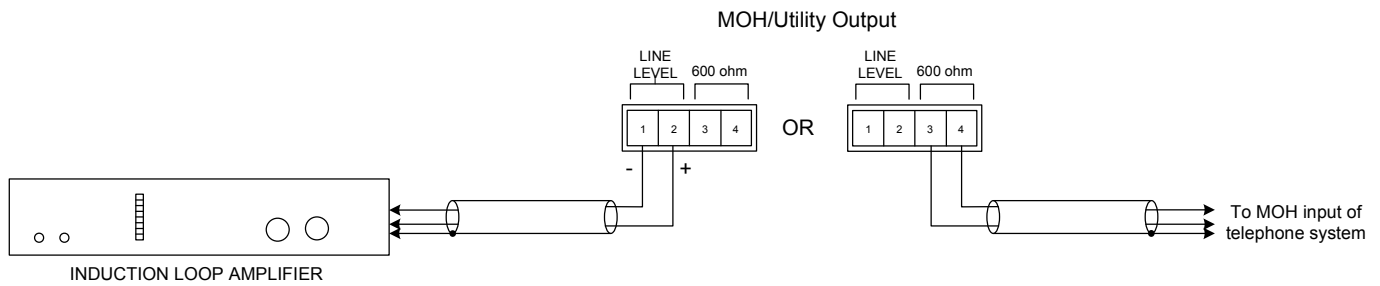 MOH/Utility Output
LINE LEVEL
600 ohm
LINE LEVEL
600 ohm
1 2 3 4
OR
1 2 3 4
- +
To MOH input of
telephone system
INDUCTION LOOP AMPLIFIER